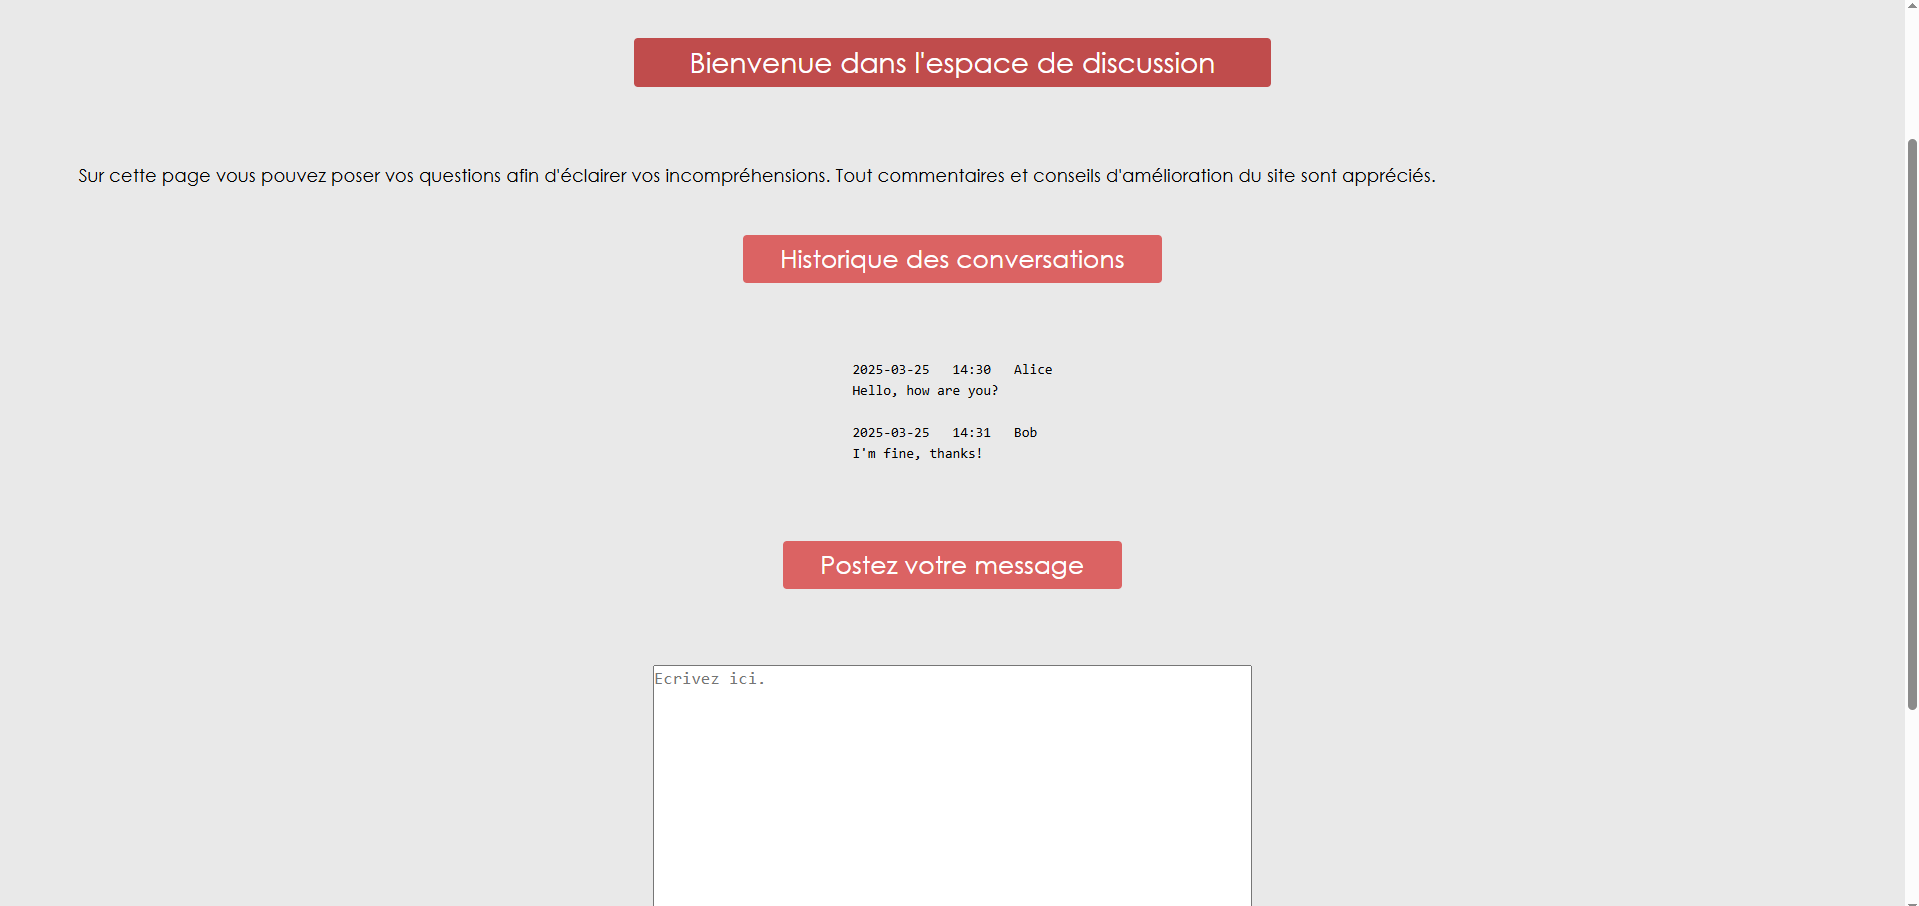 Bienvenue dans l'espace de discussion
Sur cette page vous pouvez poser vos questions afin d'éclairer vos incompréhensions. Tout commentaires et conseils d'amélioration du site sont appréciés.
Historique des conversations
2025-03-25   14:30   Alice
Hello, how are you?
2025-03-25   14:31   Bob
I'm fine, thanks!
Postez votre message
Ecrivez ici.